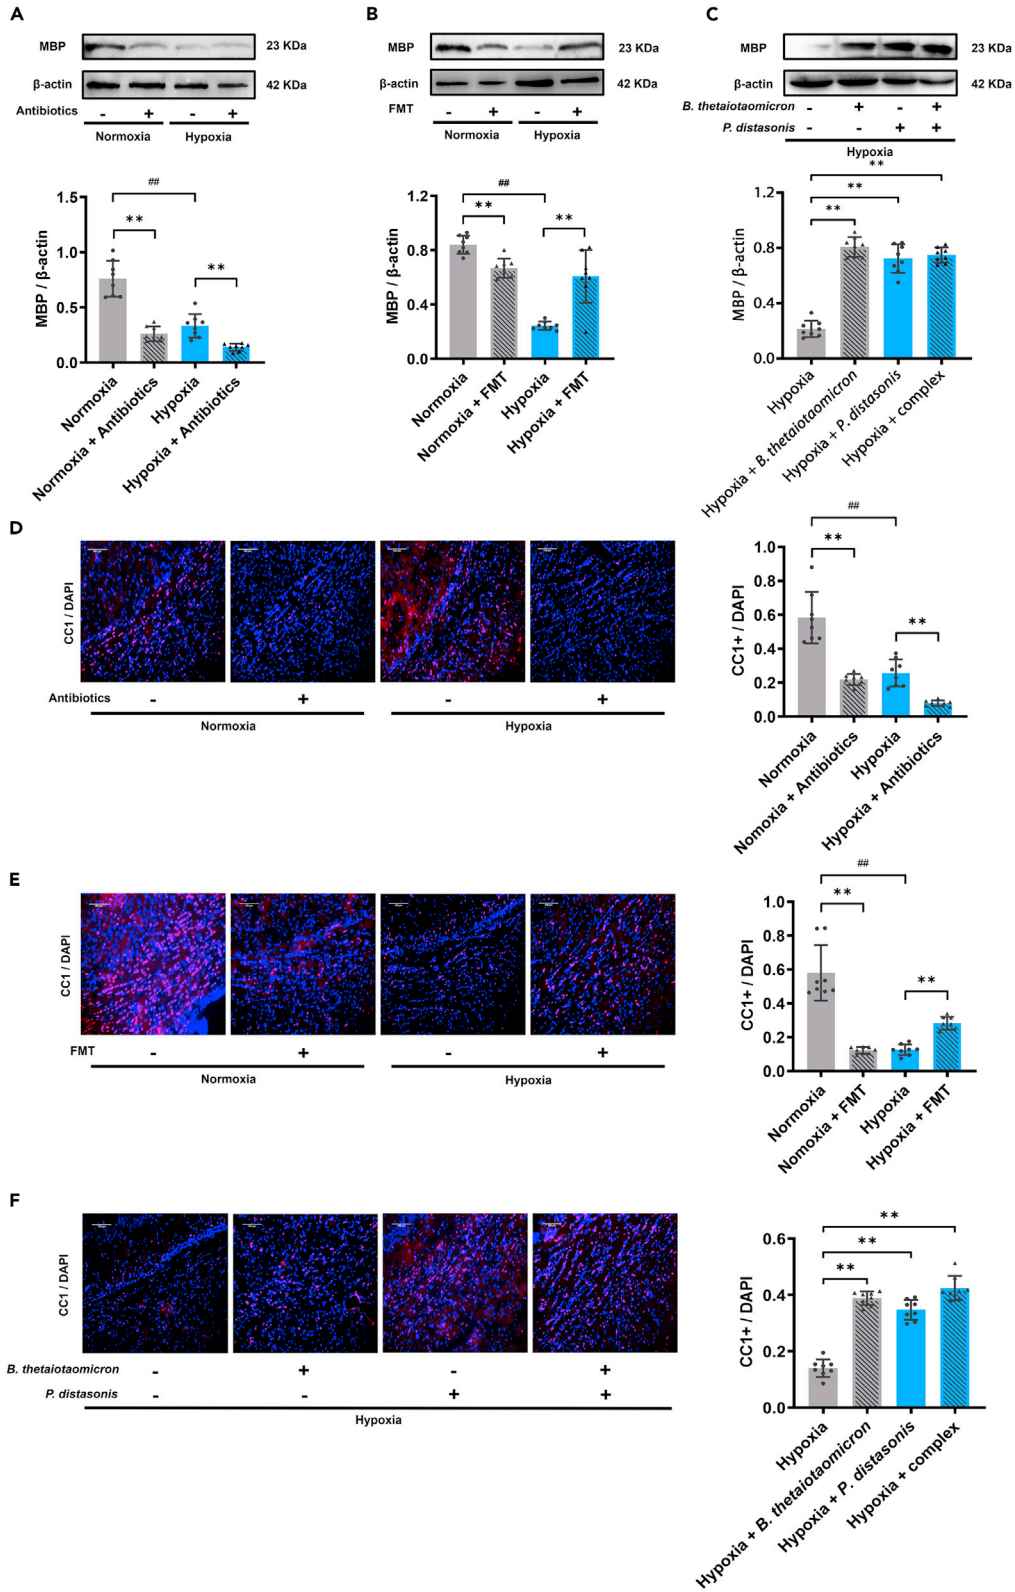 A
MBP
23 KDa
β-actin
42 KDa
Antibiotics - + - +
Normoxia Hypoxia
##
**
**
MBP / β-actin
1.5
1.0
0.5
0.0
Normoxia
Normoxia + Antibiotics
Hypoxia
Hypoxia + Antibiotics
B
MBP
23 KDa
β-actin
42 KDa
FMT - + - +
Normoxia Hypoxia
##
**
**
MBP / β-actin
1.2
0.8
0.4
0.0
Normoxia
Normoxia + FMT
Hypoxia
Hypoxia + FMT
C
MBP
23 KDa
β-actin
42 KDa
B. thetaiotaomicron - + - +
P. distasonis - - + +
Hypoxia
**
**
**
MBP / β-actin
1.2
0.8
0.4
0.0
Hypoxia
Hypoxia + B. thetaiotaomicron
Hypoxia + P. distasonis
Hypoxia + complex
D
CC1 / DAPI
Antibiotics - + - +
Normoxia Hypoxia
##
**
**
CC1+ / DAPI
1.0
0.8
0.6
0.4
0.2
0.0
Normoxia
Nomoxia + Antibiotics
Hypoxia
Hypoxia + Antibiotics
E
CC1 / DAPI
FMT - + - +
Normoxia Hypoxia
##
**
**
CC1+ / DAPI
1.0
0.8
0.6
0.4
0.2
0.0
Normoxia
Nomoxia + FMT
Hypoxia
Hypoxia + FMT
F
CC1 / DAPI
B. thetaiotaomicron - + - +
P. distasonis - - + +
Hypoxia
**
**
**
CC1+ / DAPI
0.6
0.4
0.2
0.0
Hypoxia
Hypoxia + B. thetaiotaomicron
Hypoxia + P. distasonis
Hypoxia + complex